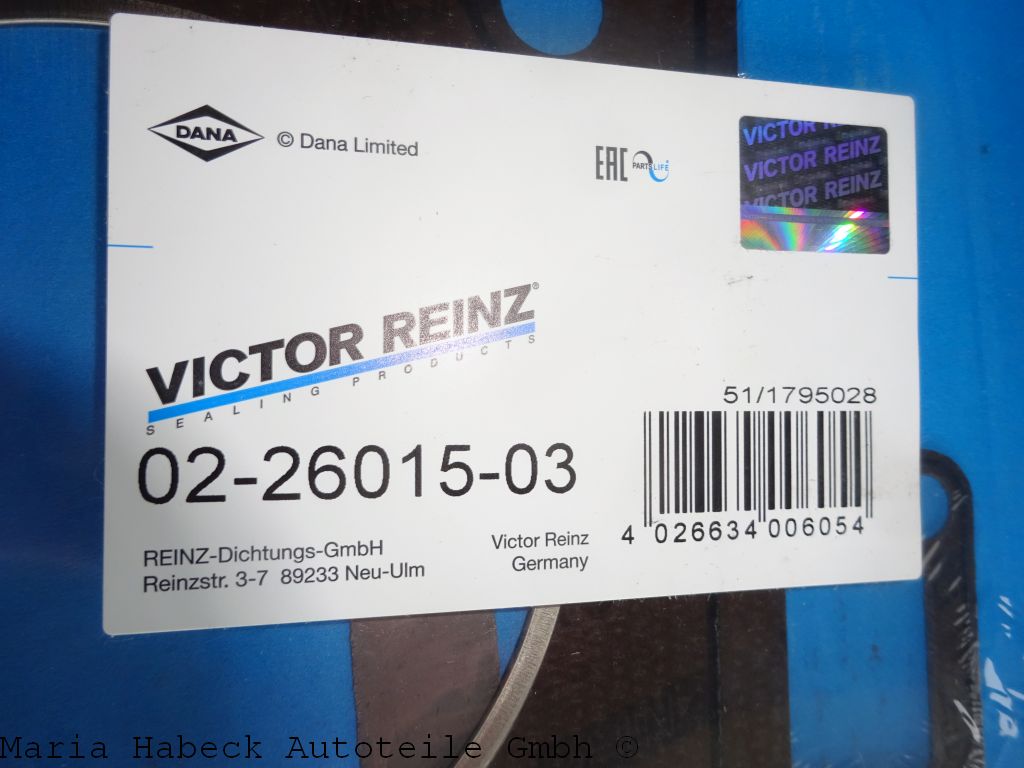 DANA © Dana Limited
EAC PARTSLIFE
VICTOR REINZ
VICTOR REINZ
VICTOR REINZ
VICTOR REINZ®
SEALING PRODUCTS
51/1795028
02-26015-03
4 026634 006054
REINZ-Dichtungs-GmbH
Reinzstr. 3-7 89233 Neu-Ulm
Victor Reinz
Germany
Maria Habeck Autoteile Gmbh ©